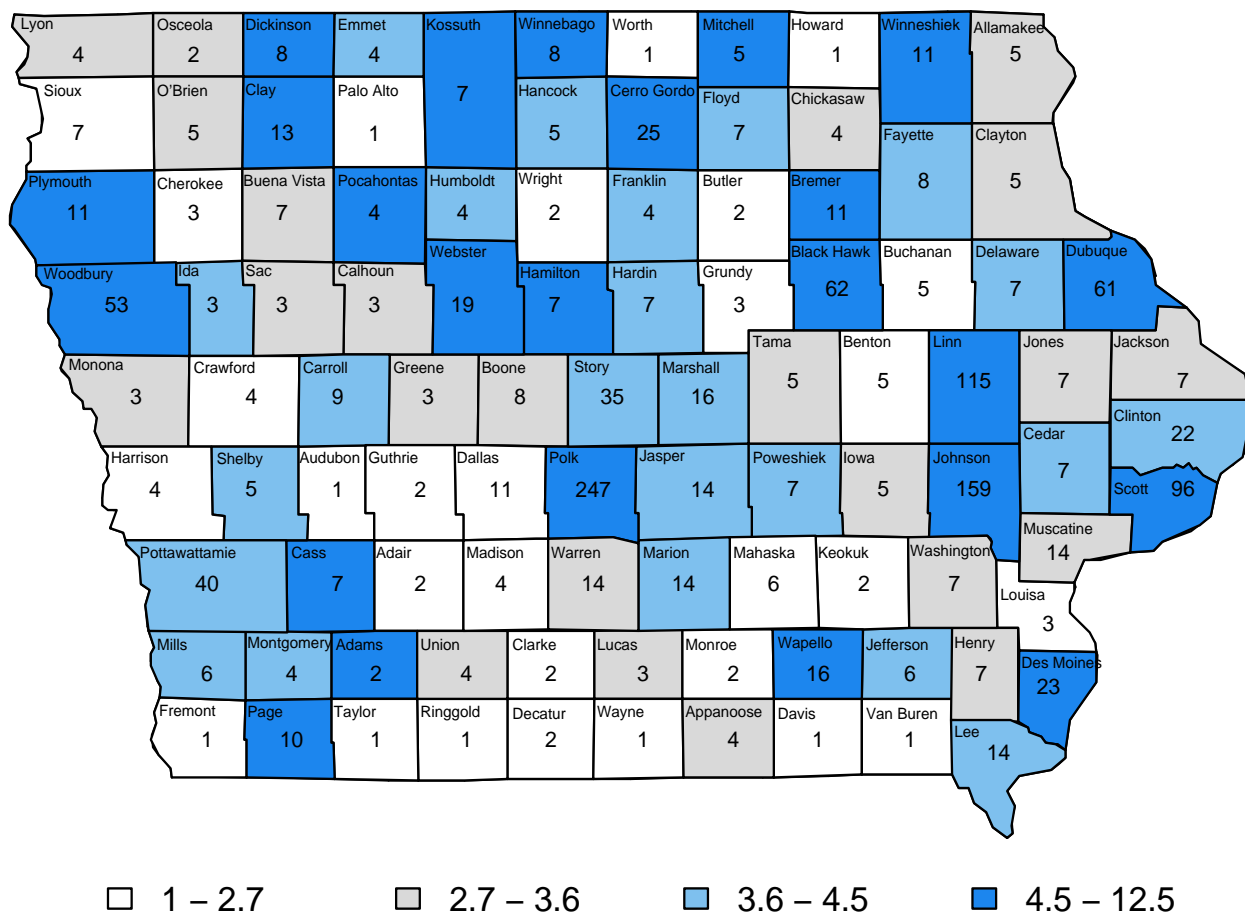 Lyon
4
Osceola
2
Dickinson
8
Emmet
4
Kossuth
7
Winnebago
8
Worth
1
Mitchell
5
Howard
1
Winneshiek
11
Allamakee
5
Sioux
7
O’Brien
5
Clay
13
Palo Alto
1
Hancock
5
Cerro Gordo
25
Floyd
7
Chickasaw
4
Fayette
8
Clayton
5
Plymouth
11
Cherokee
3
Buena Vista
7
Pocahontas
4
Humboldt
4
Wright
2
Franklin
4
Butler
2
Bremer
11
Woodbury
53
Ida
3
Sac
3
Calhoun
3
Webster
19
Hamilton
7
Hardin
7
Grundy
3
Black Hawk
62
Buchanan
5
Delaware
7
Dubuque
61
Monona
3
Crawford
4
Carroll
9
Greene
3
Boone
8
Story
35
Marshall
16
Tama
5
Benton
5
Linn
115
Jones
7
Jackson
7
Clinton
22
Harrison
4
Shelby
5
Audubon
1
Guthrie
2
Dallas
11
Polk
247
Jasper
14
Poweshiek
7
Iowa
5
Johnson
159
Cedar
7
Scott 96
Muscatine
14
Pottawattamie
40
Cass
7
Adair
2
Madison
4
Warren
14
Marion
14
Mahaska
6
Keokuk
2
Washington
7
Louisa
3
Mills
6
Montgomery
4
Adams
2
Union
4
Clarke
2
Lucas
3
Monroe
2
Wapello
16
Jefferson
6
Henry
7
Des Moines
23
Fremont
1
Page
10
Taylor
1
Ringgold
1
Decatur
2
Wayne
1
Appanoose
4
Davis
1
Van Buren
1
Lee
14
1 – 2.7
2.7 – 3.6
3.6 – 4.5
4.5 – 12.5